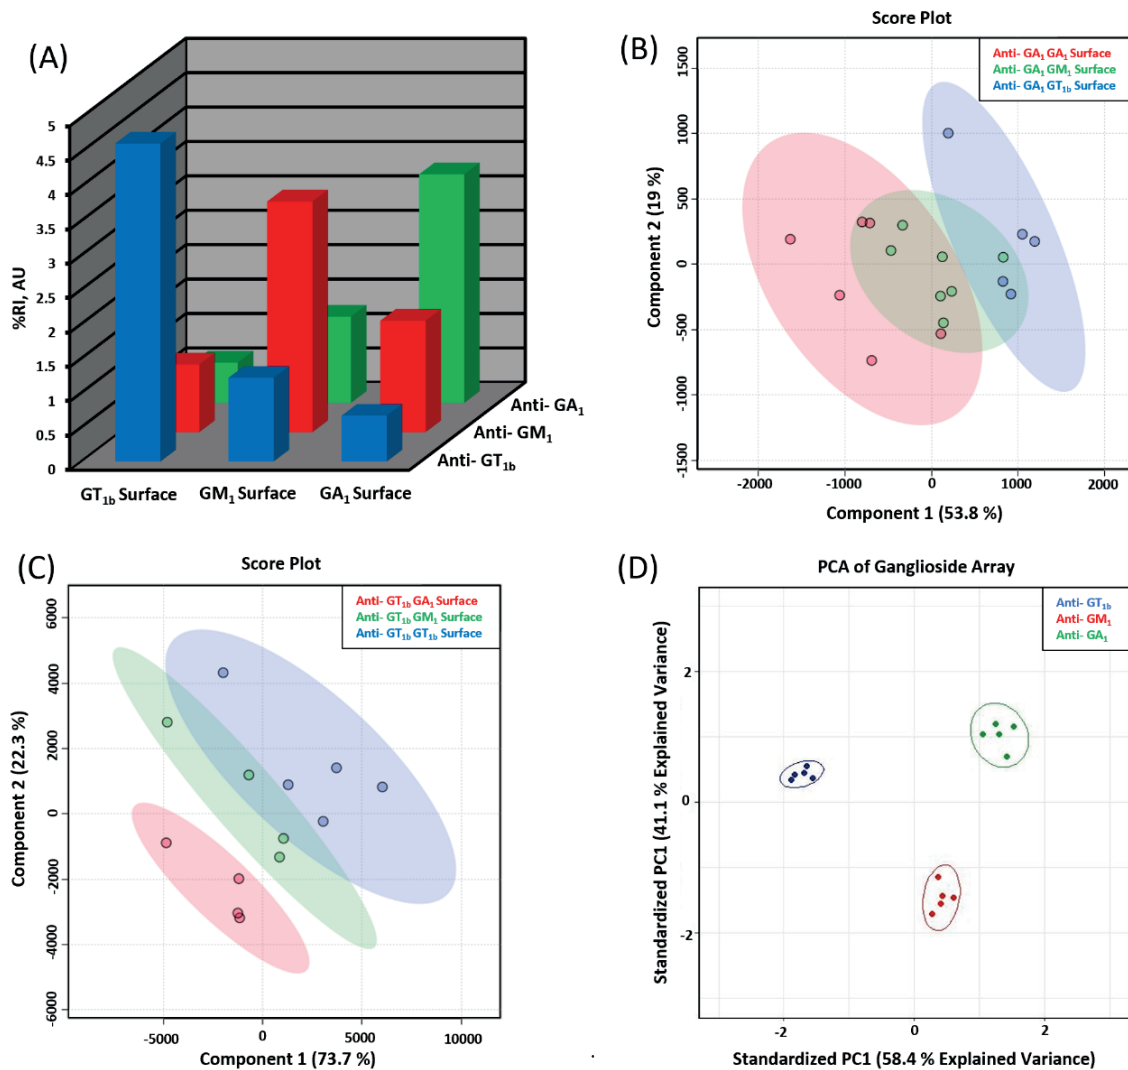 (A)
5
4.5
4
3.5
3
2.5
2
1.5
1
0.5
0
%RI, AU
GT1b Surface
GM1 Surface
GA1 Surface
Anti- GA1
Anti- GM1
Anti- GT1b
(B)
Score Plot
Anti- GA1 GA1 Surface
Anti- GA1 GM1 Surface
Anti- GA1 GT1b Surface
1500
1000
500
0
-500
-1000
-1500
Component 2 (19 %)
-2000
-1000
0
1000
2000
Component 1 (53.8 %)
(C)
Score Plot
Anti- GT1b GA1 Surface
Anti- GT1b GM1 Surface
Anti- GT1b GT1b Surface
6000
4000
2000
0
-2000
-4000
-6000
Component 2 (22.3 %)
-5000
0
5000
10000
Component 1 (73.7 %)
(D)
PCA of Ganglioside Array
Anti- GT1b
Anti- GM1
Anti- GA1
2
0
-2
Standardized PC1 (41.1 % Explained Variance)
-2
0
2
Standardized PC1 (58.4 % Explained Variance)